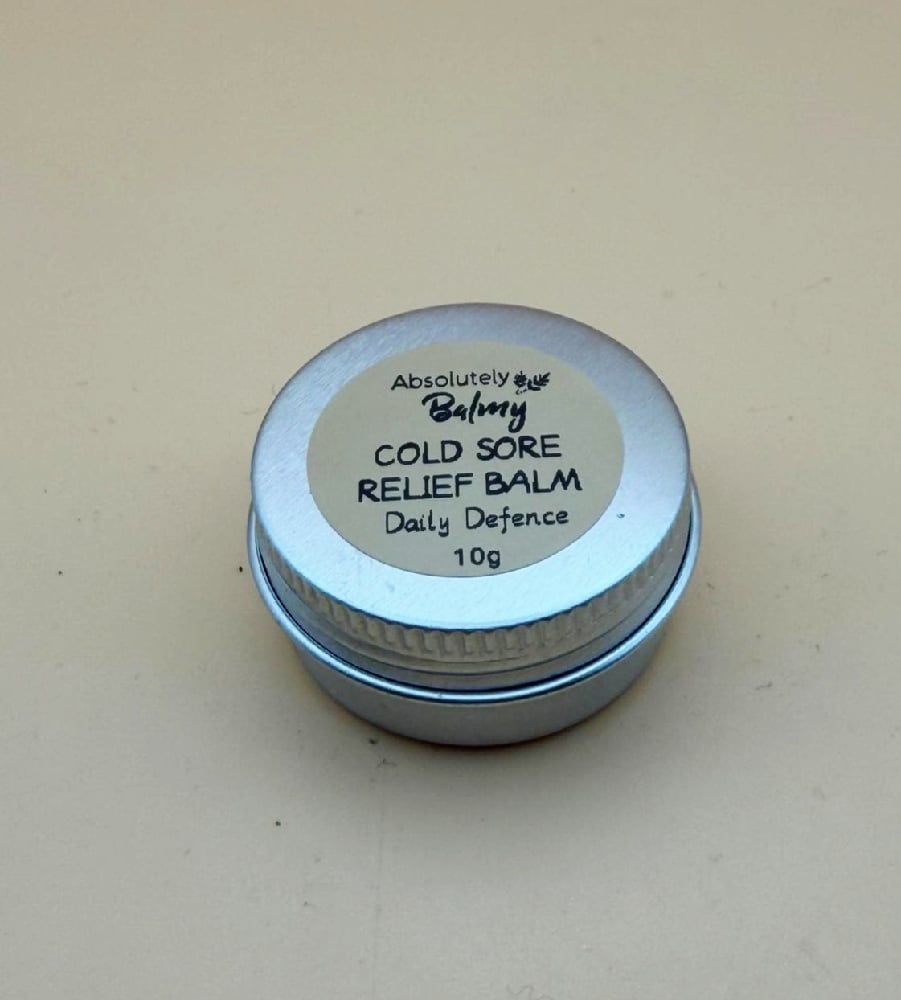 Absolutely
Balmy
COLD SORE
RELIEF BALM
Daily Defence
10g